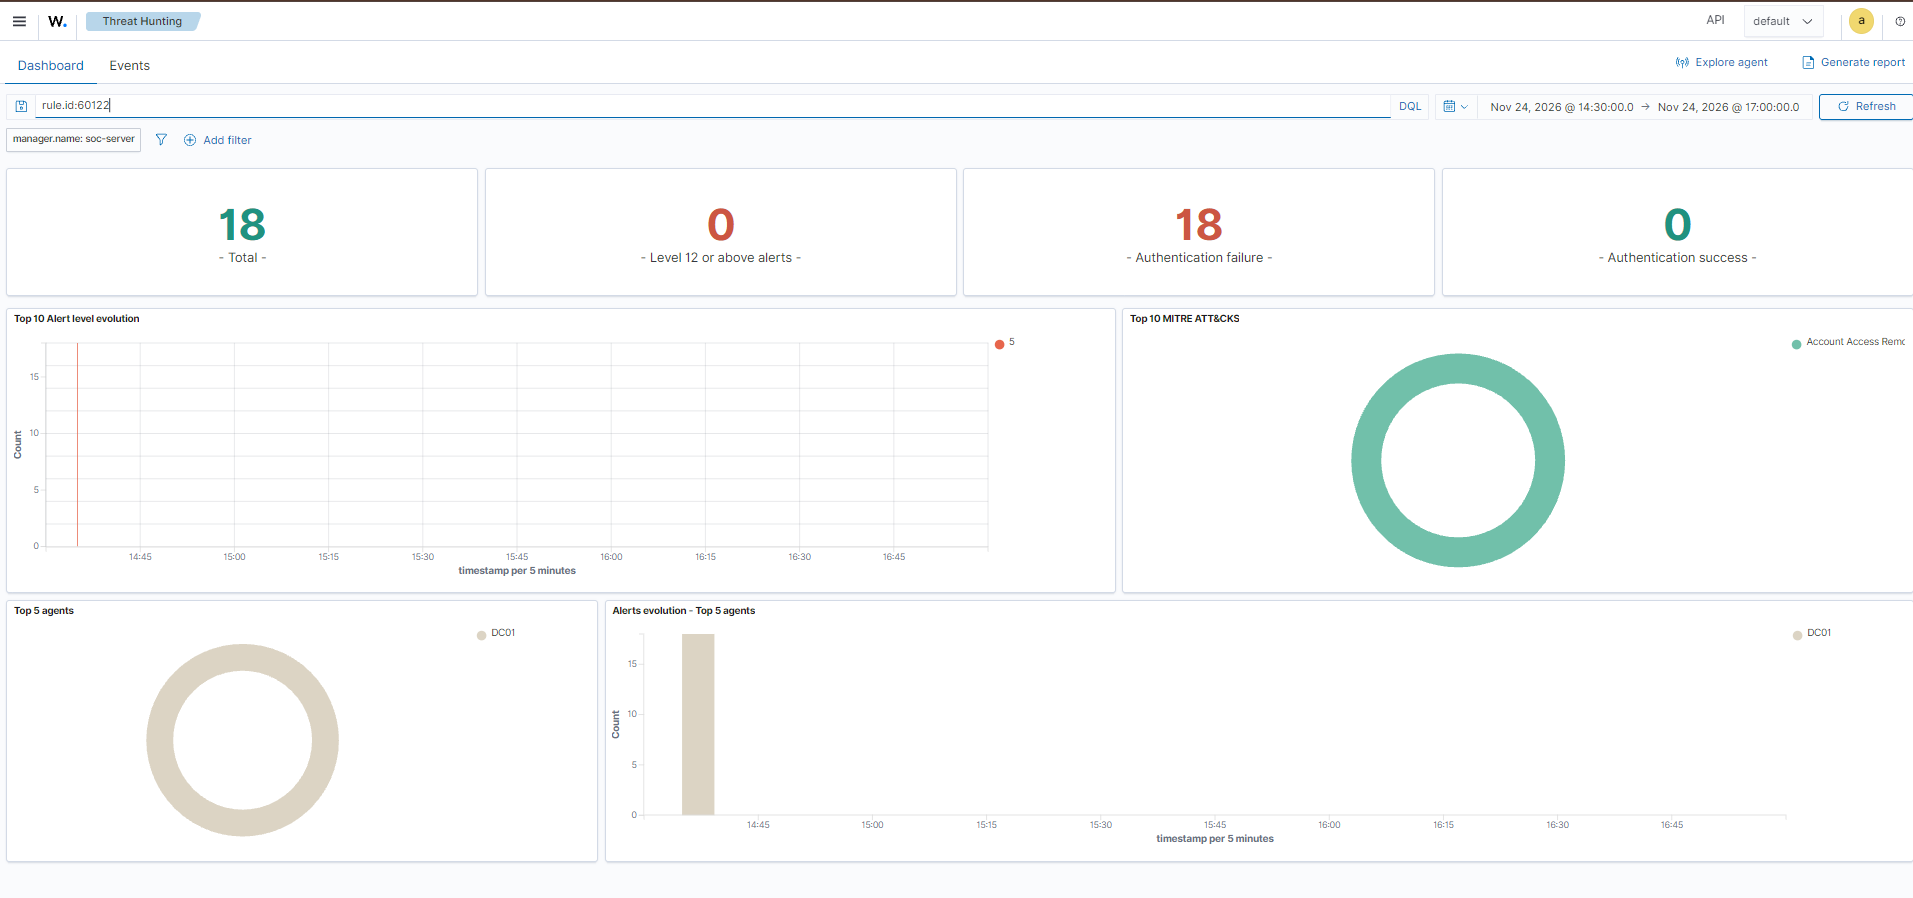 W. Threat Hunting API default a
Dashboard Events Explore agent Generate report
rule.id:60122 DQL Nov 24, 2026 @ 14:30:00.0 → Nov 24, 2026 @ 17:00:00.0 Refresh
manager.name: soc-server Add filter
18
- Total -
0
- Level 12 or above alerts -
18
- Authentication failure -
0
- Authentication success -
Top 10 Alert level evolution
5
15
10
5
0
Count
14:45 15:00 15:15 15:30 15:45 16:00 16:15 16:30 16:45
timestamp per 5 minutes
Top 10 MITRE ATT&CKS
Account Access Remo
Top 5 agents
DC01
Alerts evolution - Top 5 agents
DC01
15
10
5
0
Count
14:45 15:00 15:15 15:30 15:45 16:00 16:15 16:30 16:45
timestamp per 5 minutes